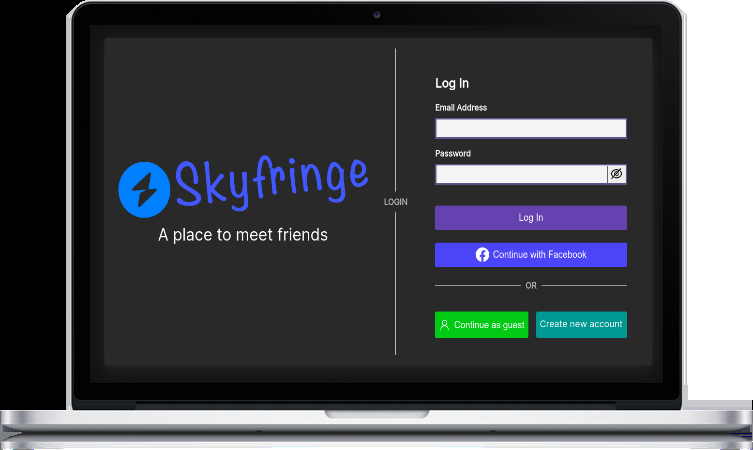 Skyfringe
A place to meet friends
LOGIN
Log In
Email Address
Password
Log In
Continue with Facebook
OR
Continue as guest
Create new account